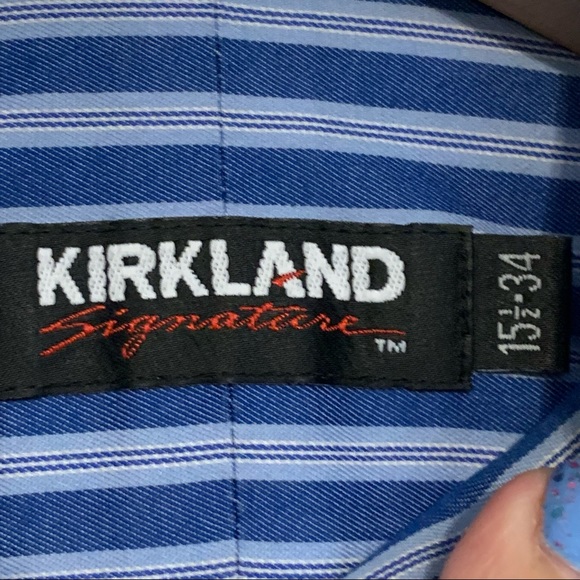 KIRKLAND
Signature
TM
15½-34